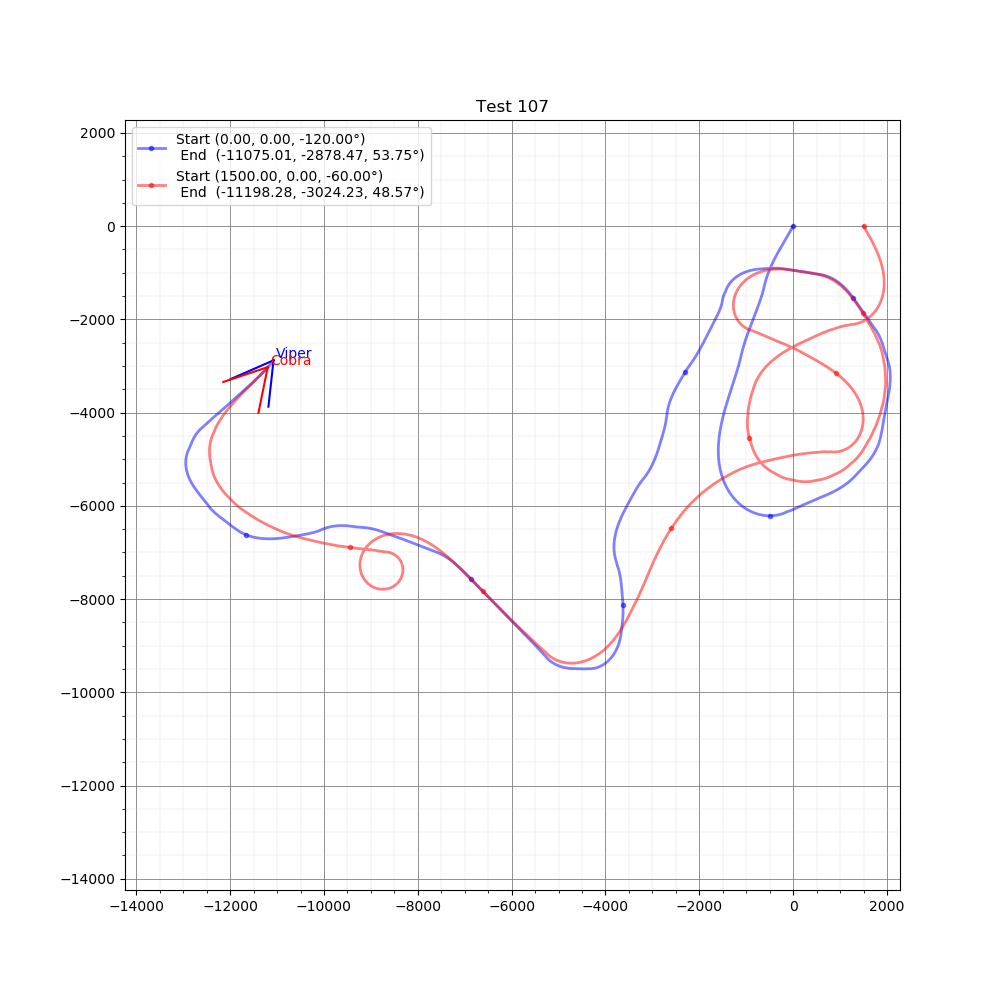 Test 107
Start (0.00, 0.00, -120.00°)
End (-11075.01, -2878.47, 53.75°)
Start (1500.00, 0.00, -60.00°)
End (-11198.28, -3024.23, 48.57°)
2000
0
−2000
−4000
−6000
−8000
−10000
−12000
−14000
Viper
Cobra
−14000 −12000 −10000 −8000 −6000 −4000 −2000 0 2000